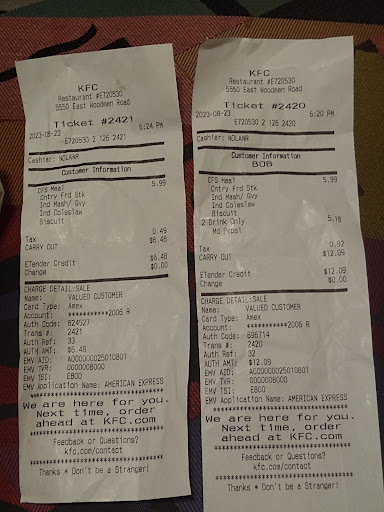 KFC
Restaurant #E720530
5550 East Woodmen Road
Ticket #2421
2023-08-23 6:2A PM
E720530 2 126 2421
Cashier: NOLANR
Customer Information
CFS Meal 5.99
Cntry Frd Stk
Ind Mash/ Gvy
Ind Coleslaw
Biscuit
Tax 0.49
CARRY OUT $6.48
ETender Credit $6.48
Change $0.00
CHARGE DETAIL:SALE
Name: VALUED CUSTOMER
Card Type: Amex
Account: ***********2006 R
Auth Code: 824927
Trans #: 2421
Auth Ref: 33
AUTH AMT: $6.48
EMV AID: A000000025010801
EMV TVR: 0000008000
EMV TSI: E800
EMV Application Name: AMERICAN EXPRESS
We are here for you.
Next time, order
ahead at KFC.com
Feedback or Questions?
kfc.com/contact
Thanks * Don't be a Stranger!
KFC
Restaurant #E720530
5550 East Woodmen Road
Ticket #2420
2023-08-23 6:20 PM
E720530 2 126 2420
Cashier: NOLANR
Customer Information
BOB
CFS Meal 5.99
Cntry Frd Stk
Ind Mash/ Gvy
Ind Coleslaw
Biscuit
2 Drink Only 5.18
Md Pepsi
Tax 0.92
CARRY OUT $12.09
ETender Credit $12.09
Change $0.00
CHARGE DETAIL:SALE
Name: VALUED CUSTOMER
Card Type: Amex
Account: ***********2006 R
Auth Code: 896714
Trans #: 2420
Auth Ref: 32
AUTH AMT: $12.09
EMV AID: A000000025010801
EMV TVR: 0000008000
EMV TSI: E800
EMV Application Name: AMERICAN EXPRESS
We are here for you.
Next time, order
ahead at KFC.com
Feedback or Questions?
kfc.com/contact
Thanks * Don't be a Stranger!